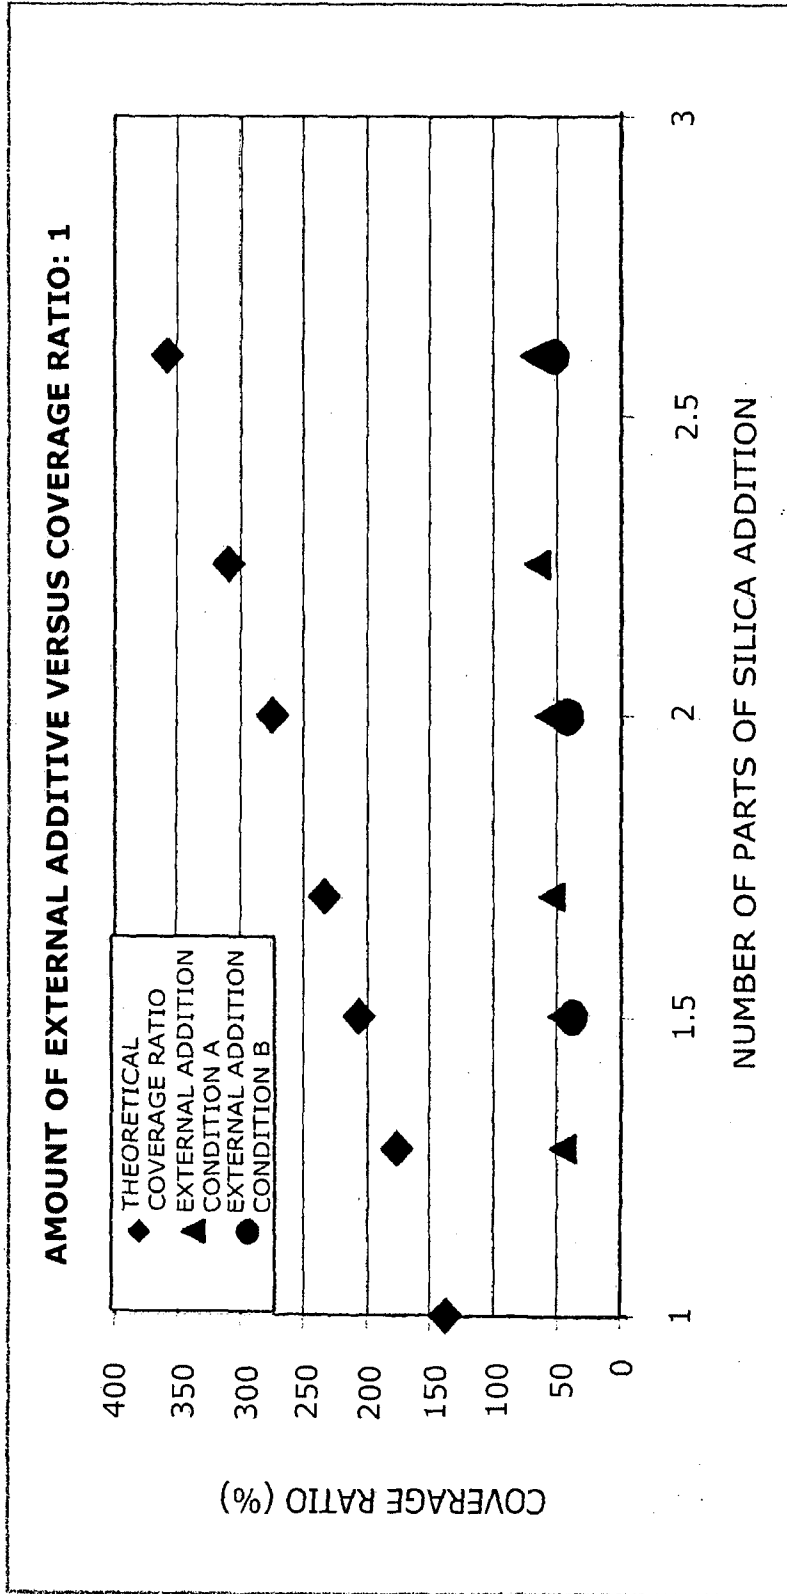 AMOUNT OF EXTERNAL ADDITIVE VERSUS COVERAGE RATIO: 1
THEORETICAL
COVERAGE RATIO
EXTERNAL ADDITION
CONDITION A
EXTERNAL ADDITION
CONDITION B
COVERAGE RATIO (%)
400
350
300
250
200
150
100
50
0
1
1.5
2
2.5
3
NUMBER OF PARTS OF SILICA ADDITION